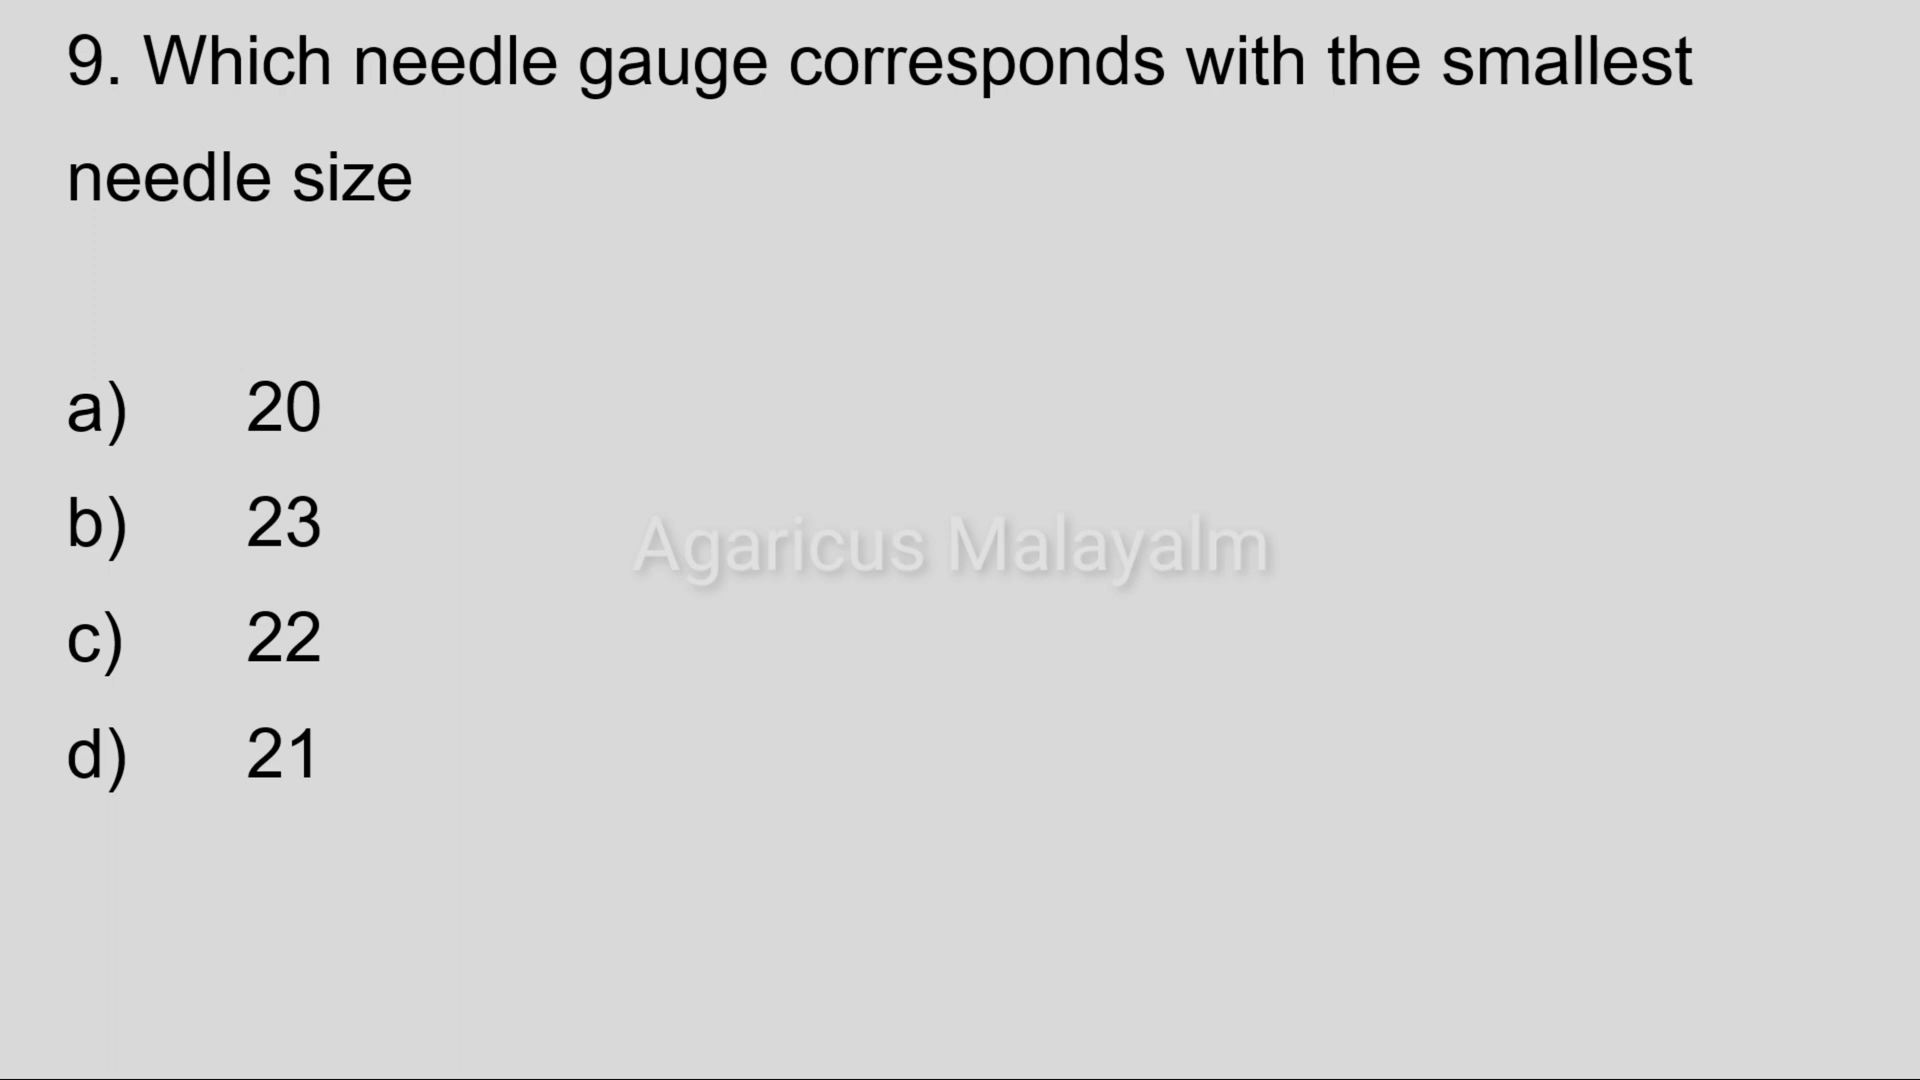 9. Which needle gauge corresponds with the smallest
needle size
a) 20
b) 23
Agaricus Malayalm
c) 22
d) 21